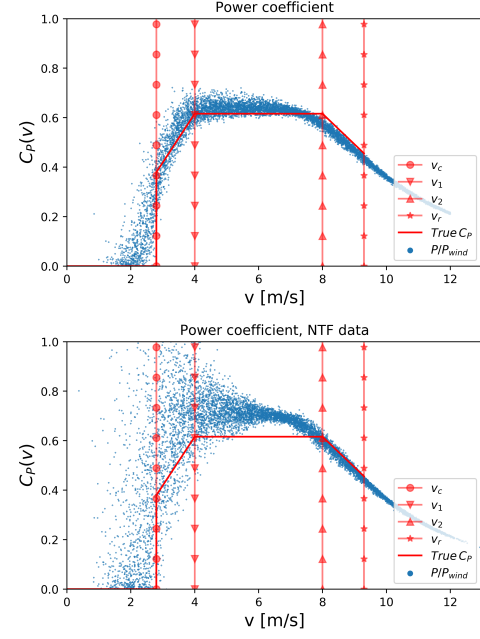 Power coefficient
1.0
0.8
0.6
0.4
0.2
0.0
C_P(v)
0 2 4 6 8 10 12
v [m/s]
v_c
v_1
v_2
v_r
True C_P
P/P_wind
Power coefficient, NTF data
1.0
0.8
0.6
0.4
0.2
0.0
C_P(v)
0 2 4 6 8 10 12
v [m/s]
v_c
v_1
v_2
v_r
True C_P
P/P_wind